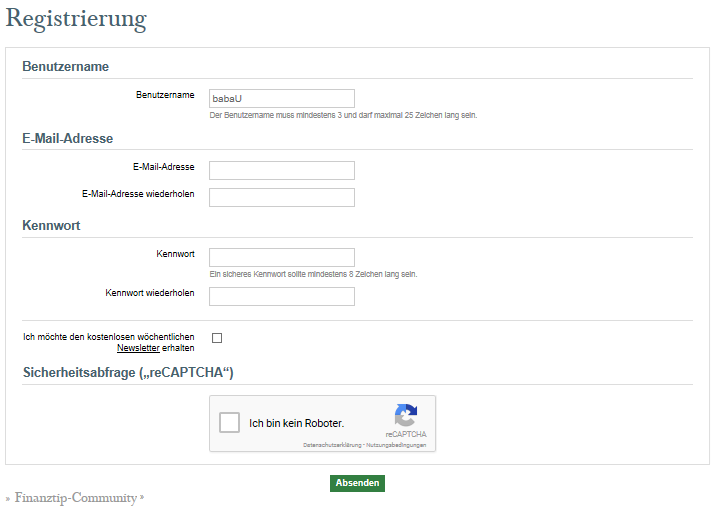 Registrierung
Benutzername
Benutzername
babaU
Der Benutzername muss mindestens 3 und darf maximal 25 Zeichen lang sein.
E-Mail-Adresse
E-Mail-Adresse
E-Mail-Adresse wiederholen
Kennwort
Kennwort
Ein sicheres Kennwort sollte mindestens 8 Zeichen lang sein.
Kennwort wiederholen
Ich möchte den kostenlosen wöchentlichen
Newsletter erhalten
Sicherheitsabfrage („reCAPTCHA“)
Ich bin kein Roboter.
reCAPTCHA
Datenschutzerklärung - Nutzungsbedingungen
Absenden
» Finanztip-Community »